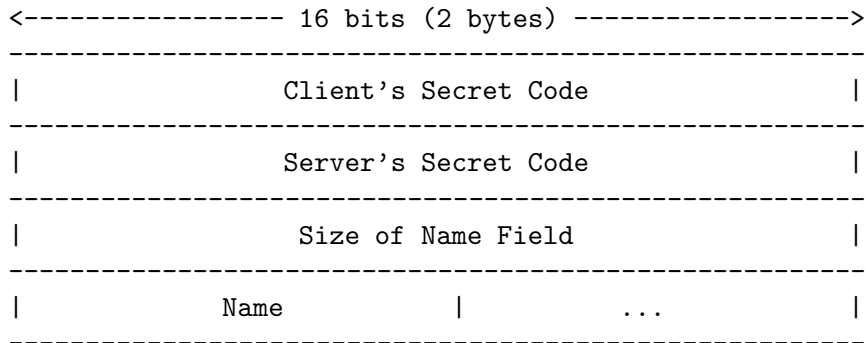 <---------------- 16 bits (2 bytes) ------------------>
--------------------------------------------------------
| Client's Secret Code |
--------------------------------------------------------
| Server's Secret Code |
--------------------------------------------------------
| Size of Name Field |
--------------------------------------------------------
| Name | ... |
--------------------------------------------------------